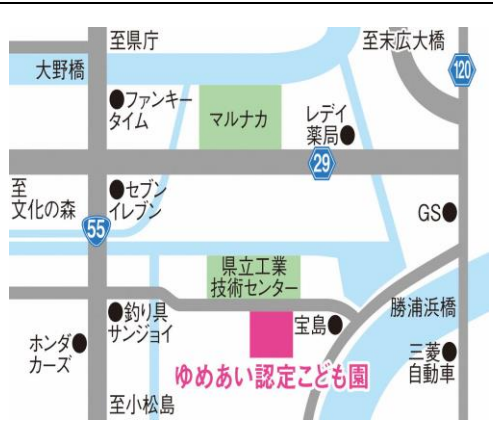 至県庁
至末広大橋
大野橋
120
●ファンキー
タイム
マルナカ
レデイ
薬局●
29
至
文化の森
●セブン
イレブン
55
GS●
県立工業
技術センター
●釣り具
サンジョイ
宝島●
勝浦浜橋
ホンダ●
カーズ
三菱●
自動車
ゆめあい認定こども園
至小松島